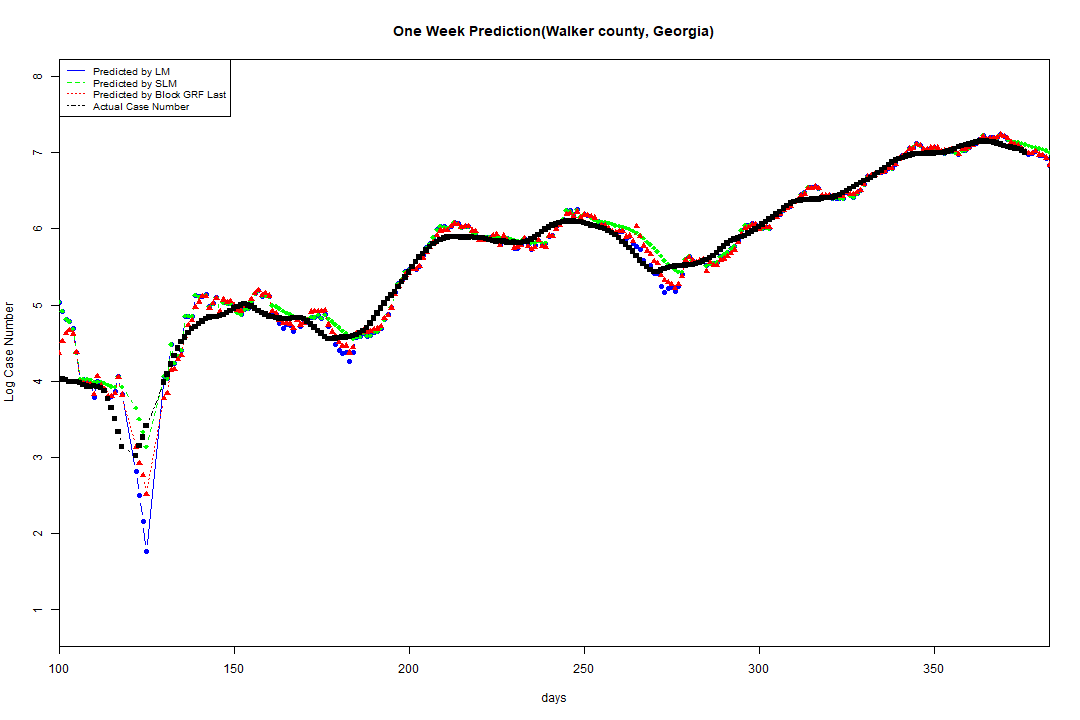 One Week Prediction(Walker county, Georgia)
Predicted by LM
Predicted by SLM
Predicted by Block GRF Last
Actual Case Number
8
7
6
5
4
3
2
1
Log Case Number
100 150 200 250 300 350
days